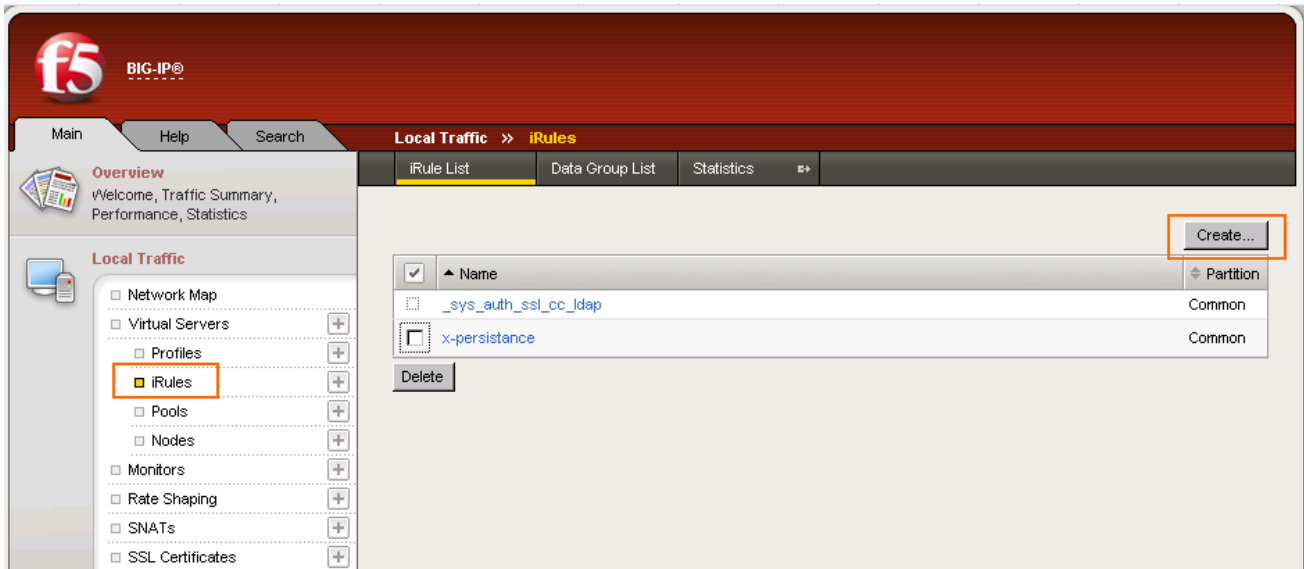 f5
BIG-IP®
Main Help Search
Local Traffic » iRules
iRule List Data Group List Statistics
Overview
Welcome, Traffic Summary,
Performance, Statistics
Create...
Local Traffic
Name Partition
Network Map
_sys_auth_ssl_cc_ldap Common
Virtual Servers
x-persistance Common
Profiles
iRules
Delete
Pools
Nodes
Monitors
Rate Shaping
SNATs
SSL Certificates